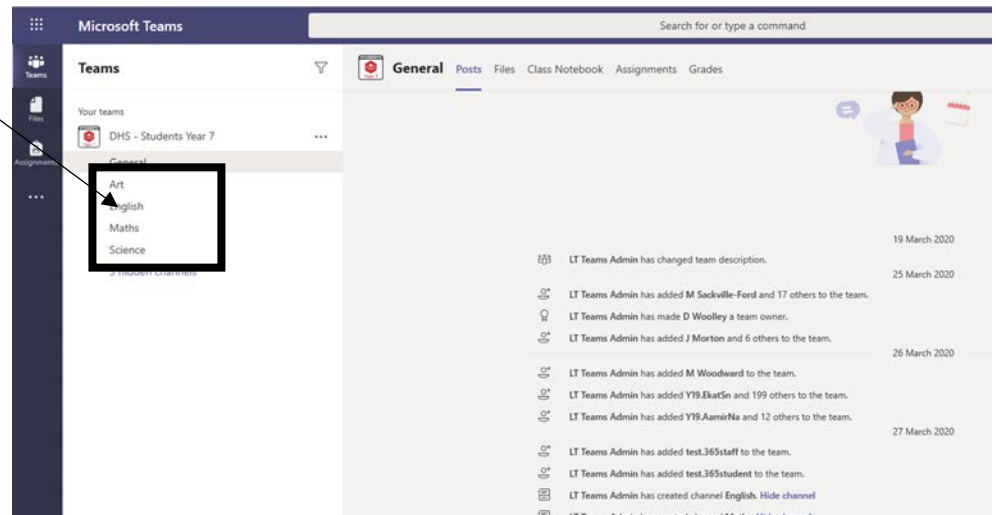 Microsoft Teams
Search for or type a command
Teams
Files
Assignments
Teams
Your teams
DHS - Students Year 7
General
Art
English
Maths
Science
hidden channels
General Posts Files Class Notebook Assignments Grades
19 March 2020
LT Teams Admin has changed team description.
25 March 2020
LT Teams Admin has added M Sackville-Ford and 17 others to the team.
LT Teams Admin has made D Woolley a team owner.
LT Teams Admin has added J Morton and 6 others to the team.
26 March 2020
LT Teams Admin has added M Woodward to the team.
LT Teams Admin has added Y19.EkatSn and 199 others to the team.
LT Teams Admin has added Y19.AamirNa and 12 others to the team.
27 March 2020
LT Teams Admin has added test.365staff to the team.
LT Teams Admin has added test.365student to the team.
LT Teams Admin has created channel English. Hide channel